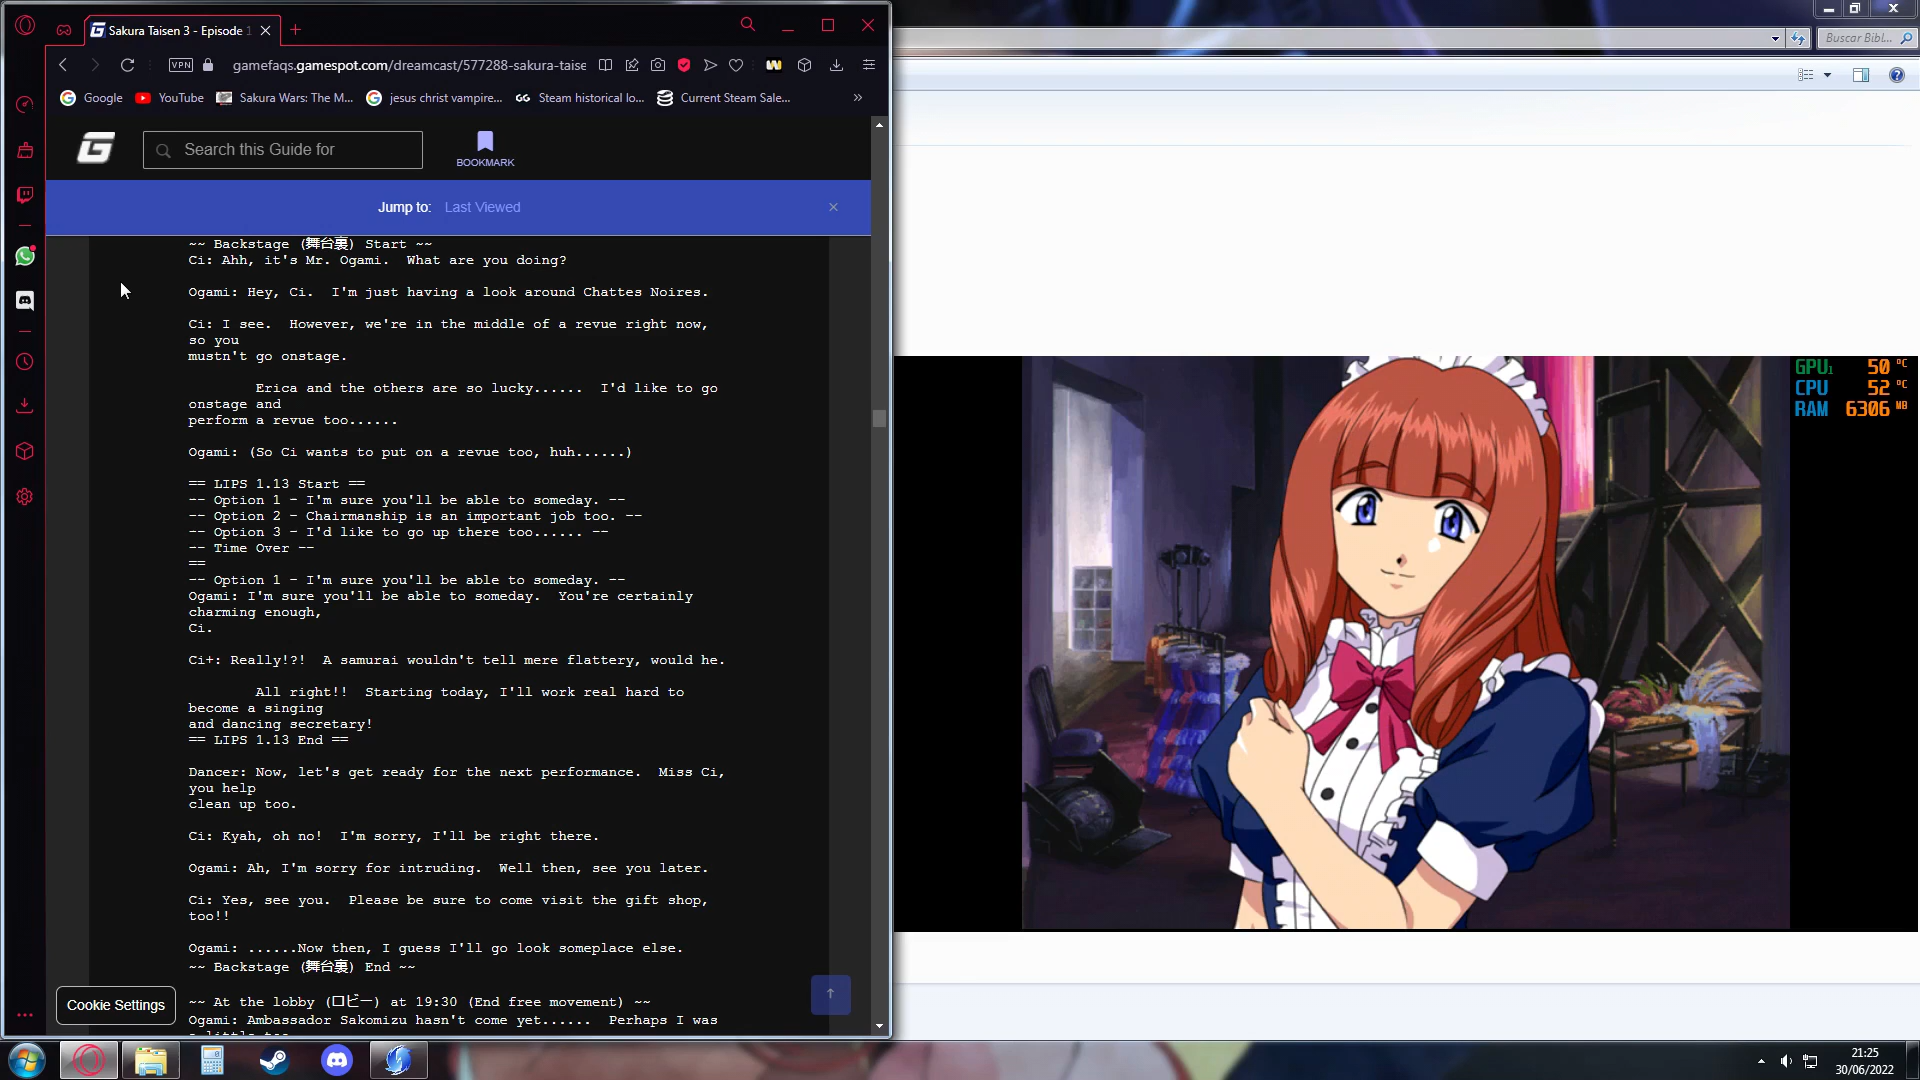 Sakura Taisen 3 - Episode 1
VPN
gamefaqs.gamespot.com/dreamcast/577288-sakura-taise
Buscar Bibl...
Google
YouTube
Sakura Wars: The M...
jesus christ vampire...
GG
Steam historical lo...
Current Steam Sale...
Search this Guide for
BOOKMARK
Jump to: Last Viewed
~~ Backstage (舞台裏) Start ~~
Ci: Ahh, it's Mr. Ogami.  What are you doing?
Ogami: Hey, Ci.  I'm just having a look around Chattes Noires.
Ci: I see.  However, we're in the middle of a revue right now,
so you
mustn't go onstage.
Erica and the others are so lucky......  I'd like to go
onstage and
perform a revue too......
Ogami: (So Ci wants to put on a revue too, huh......)
== LIPS 1.13 Start ==
-- Option 1 - I'm sure you'll be able to someday. --
-- Option 2 - Chairmanship is an important job too. --
-- Option 3 - I'd like to go up there too...... --
-- Time Over --
==
-- Option 1 - I'm sure you'll be able to someday. --
Ogami: I'm sure you'll be able to someday.  You're certainly
charming enough,
Ci.
Ci+: Really!?!  A samurai wouldn't tell mere flattery, would he.
All right!!  Starting today, I'll work real hard to
become a singing
and dancing secretary!
== LIPS 1.13 End ==
Dancer: Now, let's get ready for the next performance.  Miss Ci,
you help
clean up too.
Ci: Kyah, oh no!  I'm sorry, I'll be right there.
Ogami: Ah, I'm sorry for intruding.  Well then, see you later.
Ci: Yes, see you.  Please be sure to come visit the gift shop,
too!!
Ogami: ......Now then, I guess I'll go look someplace else.
~~ Backstage (舞台裏) End ~~
~~ At the lobby (ロビー) at 19:30 (End free movement) ~~
Ogami: Ambassador Sakomizu hasn't come yet......  Perhaps I was
Cookie Settings
GPU1 50 °C
CPU 52 °C
RAM 6306 MB
21:25
30/06/2022